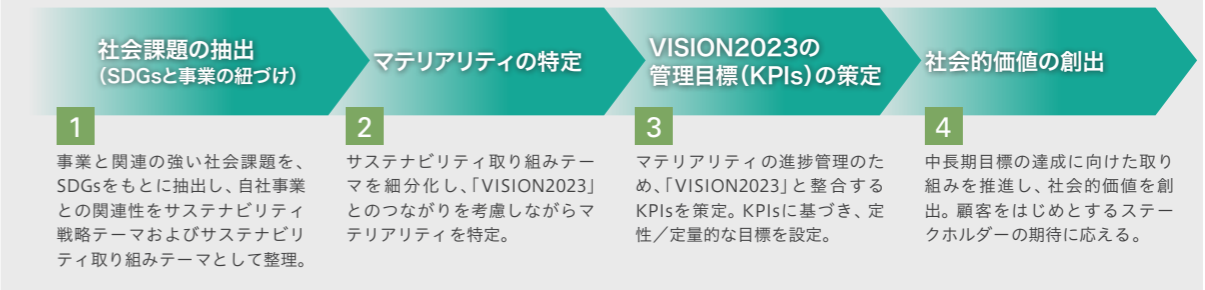 社会課題の抽出
（SDGsと事業の紐づけ）
マテリアリティの特定
VISION2023の
管理目標（KPIs）の策定
社会的価値の創出
1
事業と関連の強い社会課題を、
SDGsをもとに抽出し、自社事業
との関連性をサステナビリティ
戦略テーマおよびサステナビリ
ティ取り組みテーマとして整理。
2
サステナビリティ取り組みテー
マを細分化し、「VISION2023」
とのつながりを考慮しながらマ
テリアリティを特定。
3
マテリアリティの進捗管理のた
め、「VISION2023」と整合する
KPIsを策定。KPIsに基づき、定
性／定量的な目標を設定。
4
中長期目標の達成に向けた取り
組みを推進し、社会的価値を創
出。顧客をはじめとするステー
クホルダーの期待に応える。